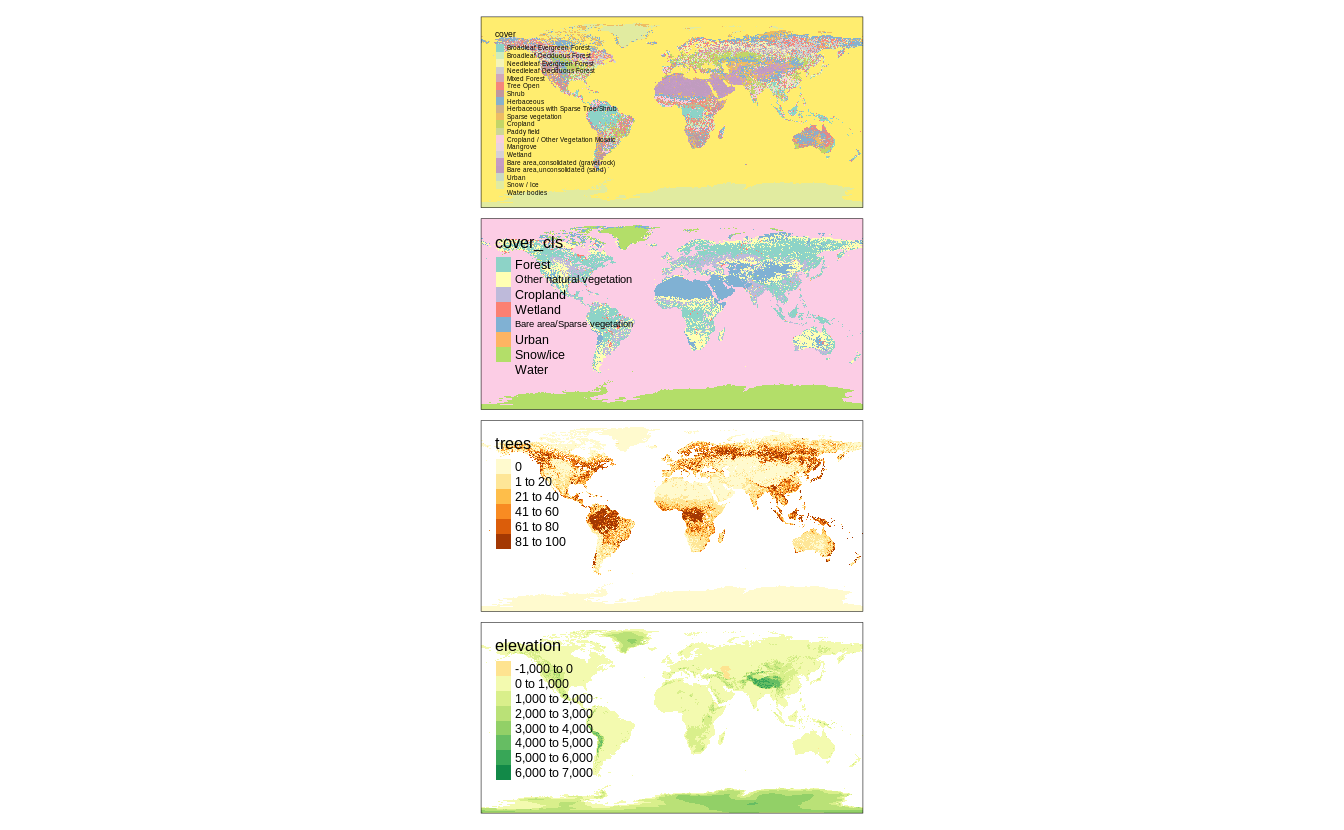 cover
Broadleaf Evergreen Forest
Broadleaf Deciduous Forest
Needleleaf Evergreen Forest
Needleleaf Deciduous Forest
Mixed Forest
Tree Open
Shrub
Herbaceous
Herbaceous with Sparse Tree/Shrub
Sparse vegetation
Cropland
Paddy field
Cropland / Other Vegetation Mosaic
Mangrove
Wetland
Bare area,consolidated (gravel,rock)
Bare area,unconsolidated (sand)
Urban
Snow / Ice
Water bodies
cover_cls
Forest
Other natural vegetation
Cropland
Wetland
Bare area/Sparse vegetation
Urban
Snow/ice
Water
trees
0
1 to 20
21 to 40
41 to 60
61 to 80
81 to 100
elevation
-1,000 to 0
0 to 1,000
1,000 to 2,000
2,000 to 3,000
3,000 to 4,000
4,000 to 5,000
5,000 to 6,000
6,000 to 7,000